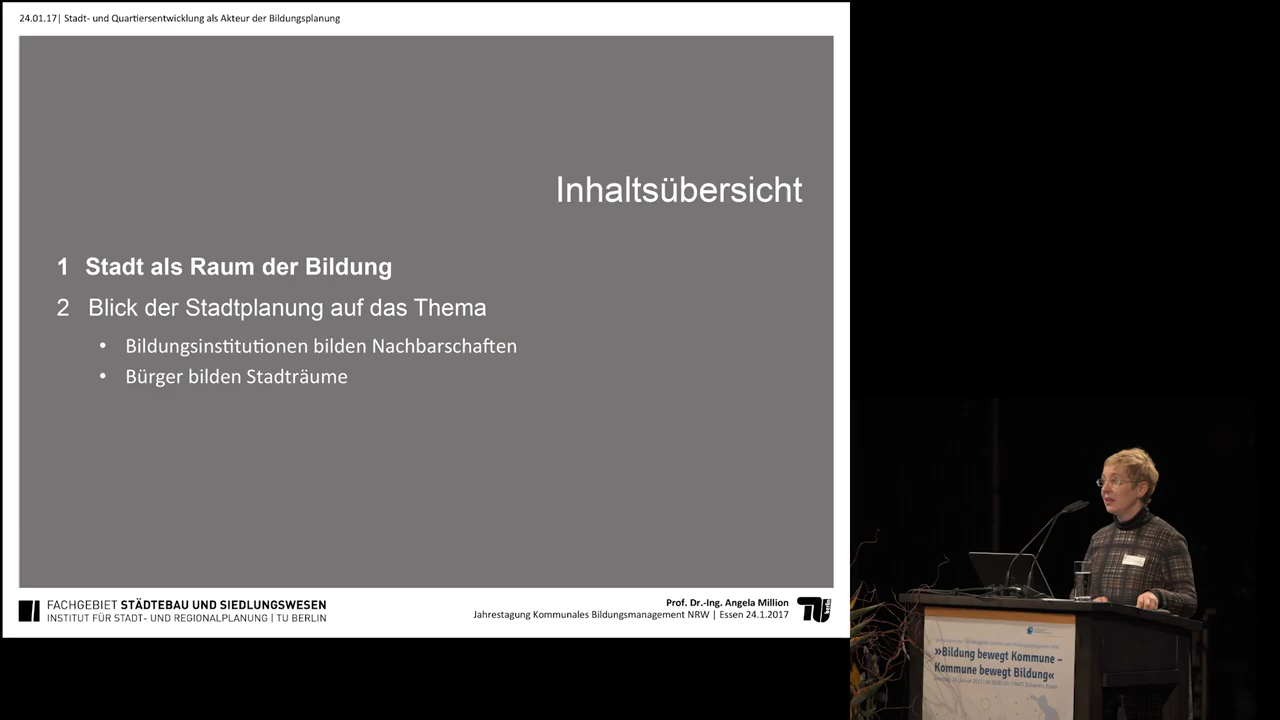 24.01.17| Stadt- und Quartiersentwicklung als Akteur der Bildungsplanung
Inhaltsübersicht
1 Stadt als Raum der Bildung
2 Blick der Stadtplanung auf das Thema
• Bildungsinstitutionen bilden Nachbarschaften
• Bürger bilden Stadträume
FACHGEBIET STÄDTEBAU UND SIEDLUNGSWESEN
INSTITUT FÜR STADT- UND REGIONALPLANUNG | TU BERLIN
Prof. Dr.-Ing. Angela Million
Jahrestagung Kommunales Bildungsmanagement NRW | Essen 24.1.2017
berlin
»Bildung bewegt Kommune –
Kommune bewegt Bildung«